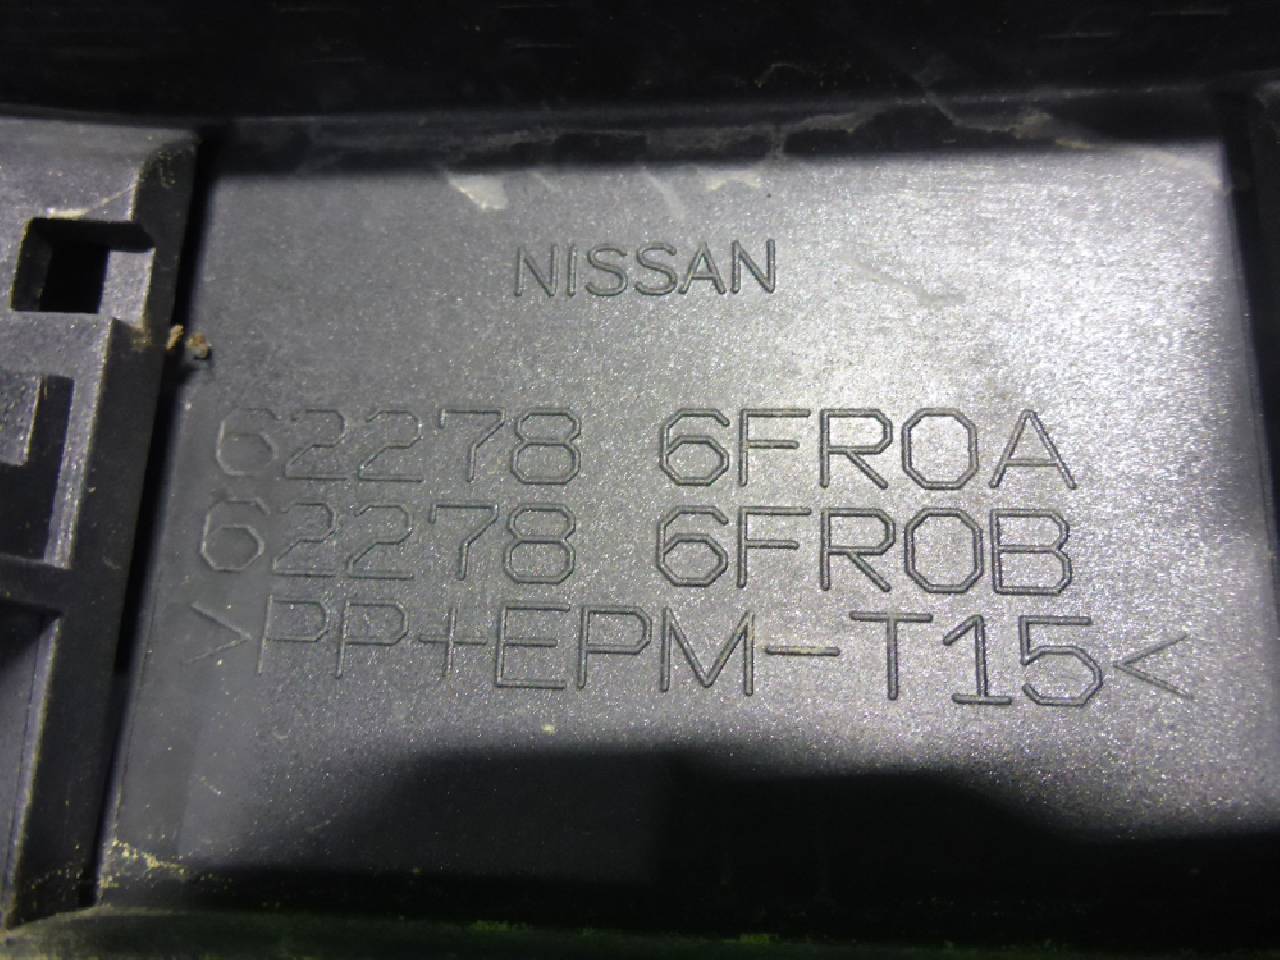 NISSAN
62278 6FR0A
62278 6FR0B
>PP+EPM-T15<